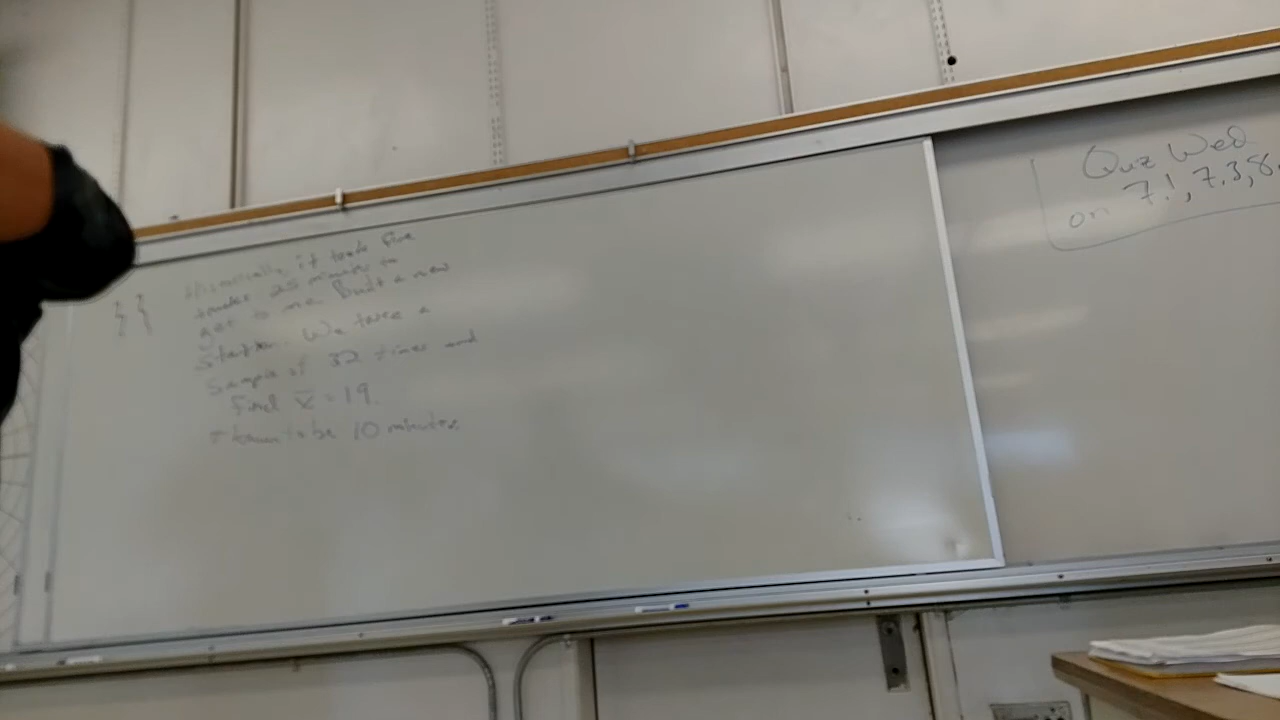 Historically, it took fire
trucks 25 minutes to
get to me. Built a new
Station. We take a
Sample of 32 times and
Find x̄ = 19.
σ known to be 10 minutes.
Quiz Wed
on 7.1, 7.3, 8.